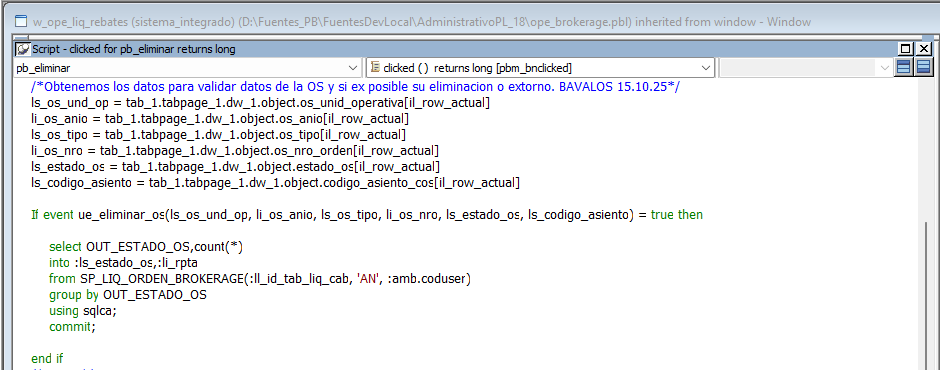 w_ope_liq_rebates (sistema_integrado) (D:\Fuentes_PB\FuentesDevLocal\AdministrativoPL_18\ope_brokerage.pbl) inherited from window - Window
Script - clicked for pb_eliminar returns long
pb_eliminar
clicked ( )  returns long [pbm_bnclicked]
/*Obtenemos los datos para validar datos de la OS y si ex posible su eliminacion o extorno. BAVALOS 15.10.25*/
ls_os_und_op = tab_1.tabpage_1.dw_1.object.os_unid_operativa[il_row_actual]
li_os_anio = tab_1.tabpage_1.dw_1.object.os_anio[il_row_actual]
ls_os_tipo = tab_1.tabpage_1.dw_1.object.os_tipo[il_row_actual]
li_os_nro = tab_1.tabpage_1.dw_1.object.os_nro_orden[il_row_actual]
ls_estado_os = tab_1.tabpage_1.dw_1.object.estado_os[il_row_actual]
ls_codigo_asiento = tab_1.tabpage_1.dw_1.object.codigo_asiento_cos[il_row_actual]
If event ue_eliminar_os(ls_os_und_op, li_os_anio, ls_os_tipo, li_os_nro, ls_estado_os, ls_codigo_asiento) = true then
select OUT_ESTADO_OS,count(*)
into :ls_estado_os,:li_rpta
from SP_LIQ_ORDEN_BROKERAGE(:ll_id_tab_liq_cab, 'AN', :amb.coduser)
group by OUT_ESTADO_OS
using sqlca;
commit;
end if